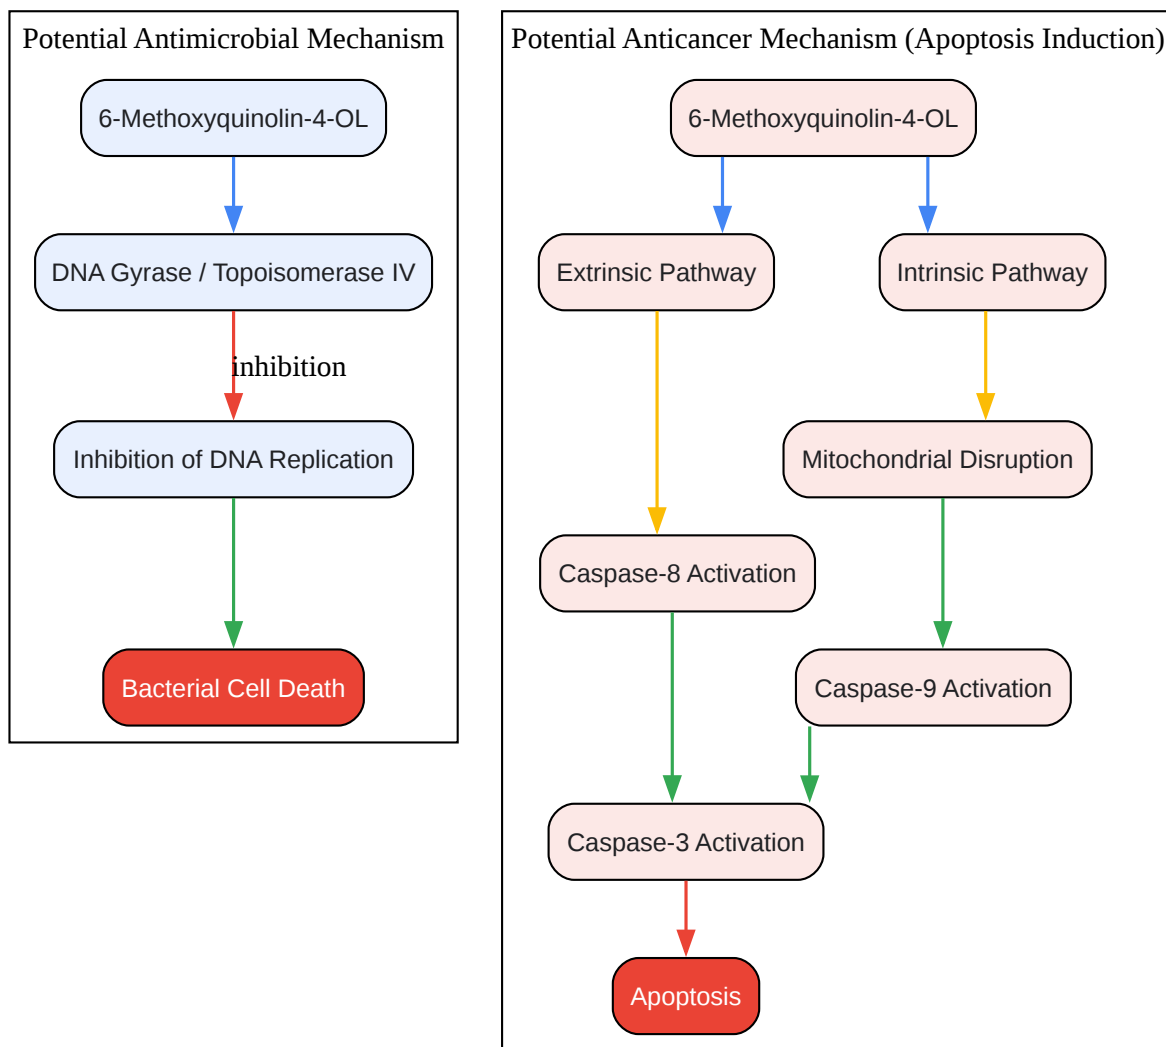 Potential Antimicrobial Mechanism
6-Methoxyquinolin-4-OL
DNA Gyrase / Topoisomerase IV
inhibition
Inhibition of DNA Replication
Bacterial Cell Death
Potential Anticancer Mechanism (Apoptosis Induction)
6-Methoxyquinolin-4-OL
Extrinsic Pathway
Intrinsic Pathway
Mitochondrial Disruption
Caspase-8 Activation
Caspase-9 Activation
Caspase-3 Activation
Apoptosis